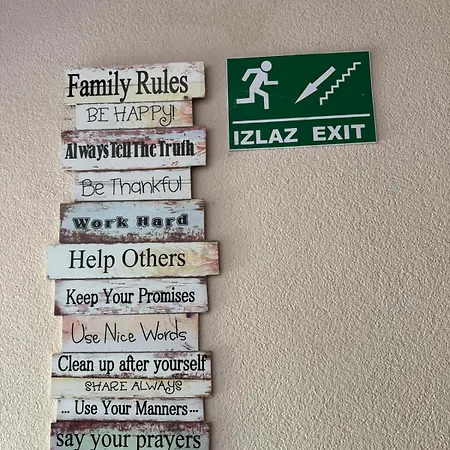 Family Rules
BE HAPPY!
Always Tell The Truth
Be Thankful
Work Hard
Help Others
Keep Your Promises
Use Nice Words
Clean up after yourself
SHARE ALWAYS
... Use Your Manners...
say your prayers
IZLAZ EXIT